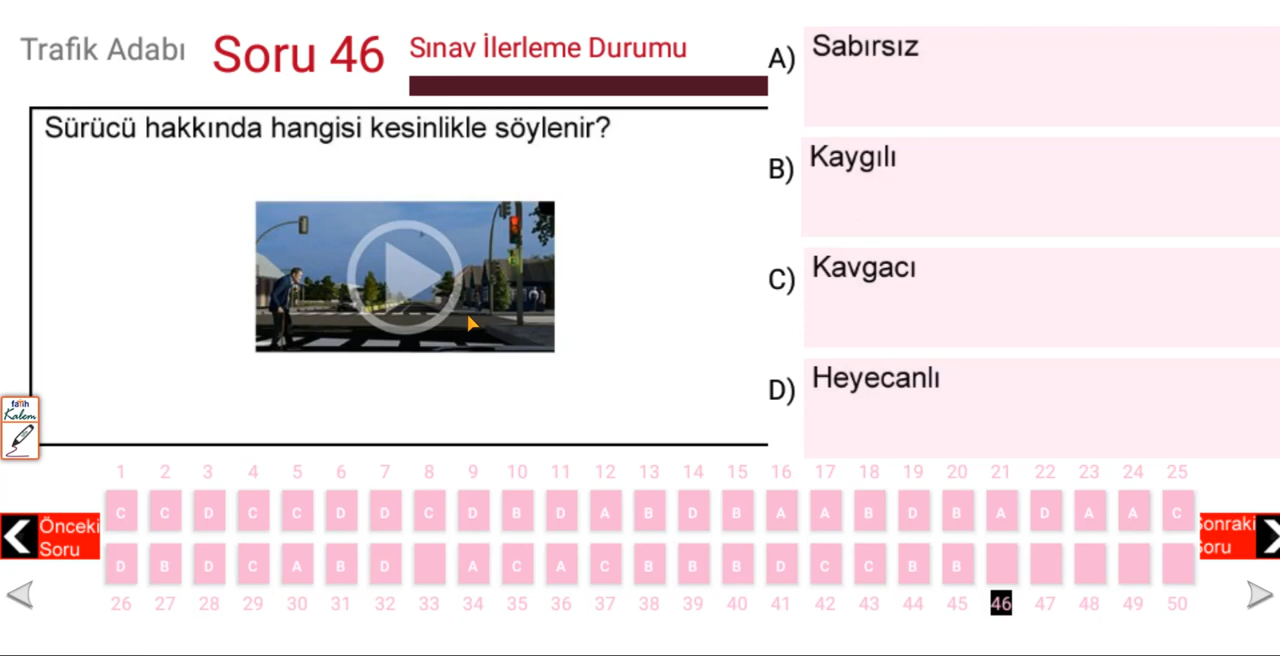 Trafik Adabı
Soru 46
Sınav İlerleme Durumu
Sürücü hakkında hangisi kesinlikle söylenir?
A) Sabırsız
B) Kaygılı
C) Kavgacı
D) Heyecanlı
fatih
Kalem
1 2 3 4 5 6 7 8 9 10 11 12 13 14 15 16 17 18 19 20 21 22 23 24 25
C C D C C D D C D B D A B D B A A B D B A D A A C
Önceki
Soru
Sonraki
Soru
D B D C A B D A C A C B B B D C C B B
26 27 28 29 30 31 32 33 34 35 36 37 38 39 40 41 42 43 44 45 46 47 48 49 50